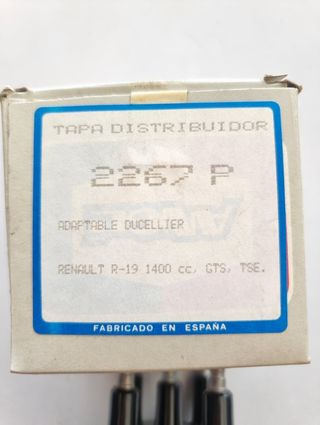 TAPA DISTRIBUIDOR
2267 P
ADAPTABLE DUCELLIER
RENAULT R-19 1400 cc, GTS, TSE.
FABRICADO EN ESPAÑA